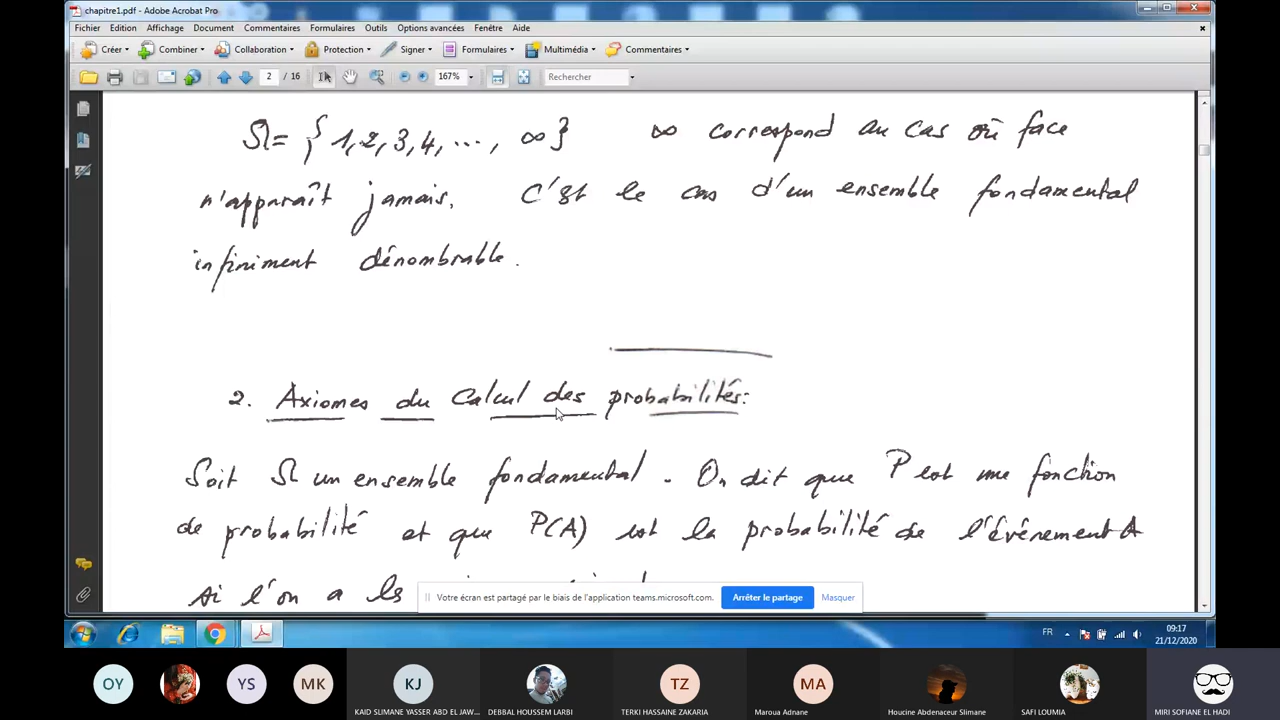 chapitre1.pdf - Adobe Acrobat Pro
Fichier Edition Affichage Document Commentaires Formulaires Outils Options avancées Fenêtre Aide
Créer Combiner Collaboration Protection Signer Formulaires Multimédia Commentaires
2 / 16 167% Rechercher
Ω = { 1, 2, 3, 4, ..., ∞ } ∞ correspond au cas où face
n'apparaît jamais. C'est le cas d'un ensemble fondamental
infiniment dénombrable.
2. Axiomes du Calcul des probabilités:
Soit Ω un ensemble fondamental. On dit que P est une fonction
de probabilité et que P(A) est la probabilité de l'événement A
si l'on a les
Votre écran est partagé par le biais de l'application teams.microsoft.com. Arrêter le partage Masquer
FR 09:17
21/12/2020
OY YS MK KJ TZ MA
KAID SLIMANE YASSER ABD EL JAW... DEBBAL HOUSSEM LARBI TERKI HASSAINE ZAKARIA Maroua Adnane Houcine Abdenaceur Slimane SAFI LOUMIA MIRI SOFIANE EL HADI